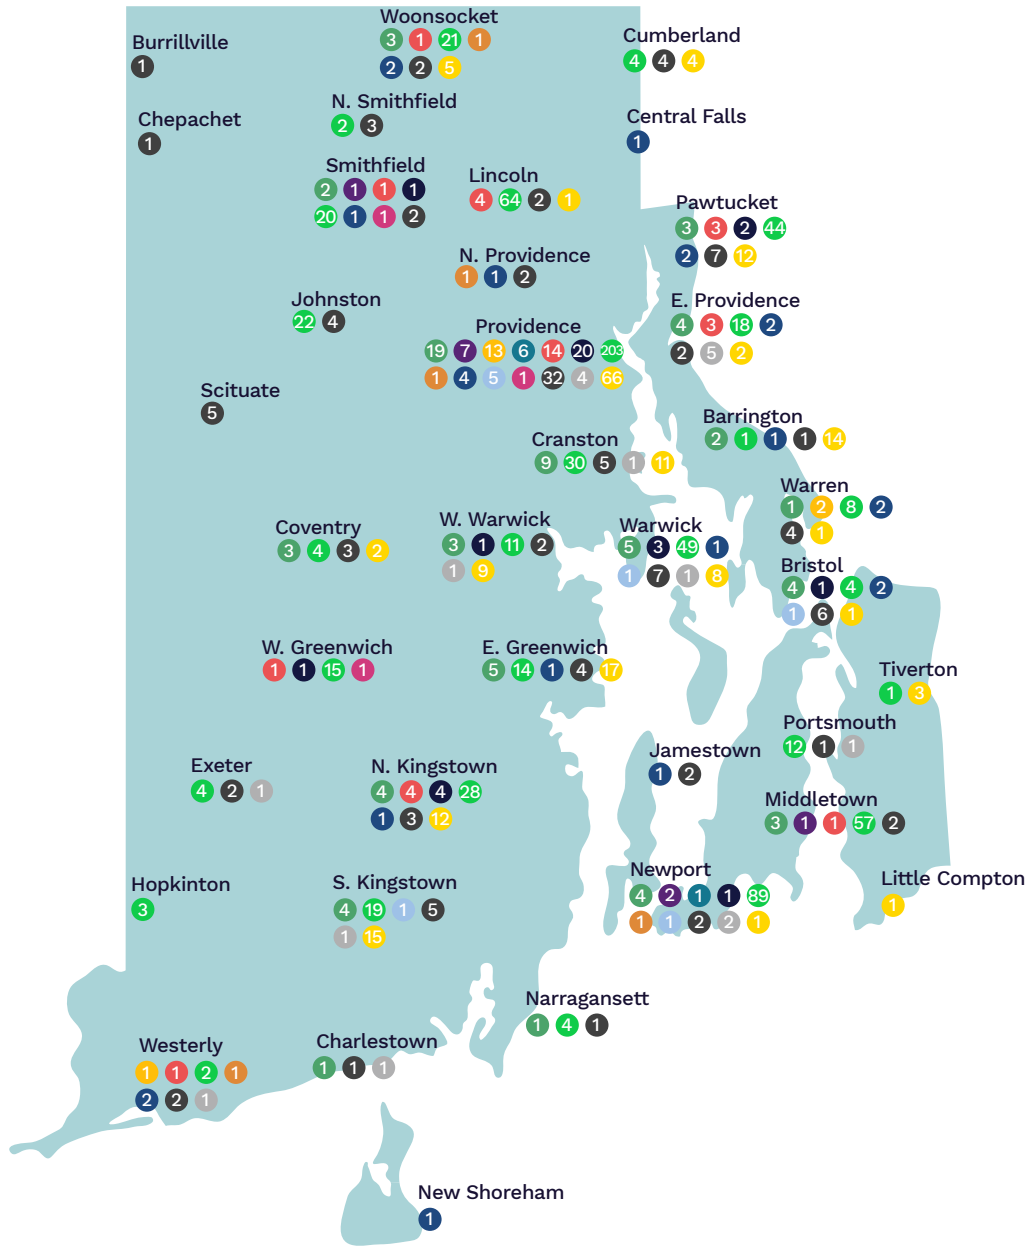 Woonsocket
3 1 21 1
2 2 5
Burrillville
1
Cumberland
4 4 4
N. Smithfield
2 3
Chepachet
1
Central Falls
1
Smithfield
2 1 1 1
20 1 1 2
Lincoln
4 64 2 1
Pawtucket
3 3 2 44
2 7 12
N. Providence
1 1 2
Johnston
22 4
E. Providence
4 3 18 2
2 5 2
Providence
19 7 13 6 14 20 203
1 4 5 1 32 4 66
Scituate
5
Barrington
2 1 1 1 14
Cranston
9 30 5 1 11
Warren
1 2 8 2
4 1
Coventry
3 4 3 2
W. Warwick
3 1 11 2
1 9
Warwick
5 3 49 1
1 7 1 8
Bristol
4 1 4 2
1 6 1
W. Greenwich
1 1 15 1
E. Greenwich
5 14 1 4 17
Tiverton
1 3
Portsmouth
12 1 1
Jamestown
1 2
Exeter
4 2 1
N. Kingstown
4 4 4 28
1 3 12
Middletown
3 1 1 57 2
Newport
4 2 1 1 89
1 1 2 2 1
Little Compton
1
Hopkinton
3
S. Kingstown
4 19 1 5
1 15
Narragansett
1 4 1
Westerly
1 1 2 1
2 2 1
Charlestown
1 1 1
New Shoreham
1